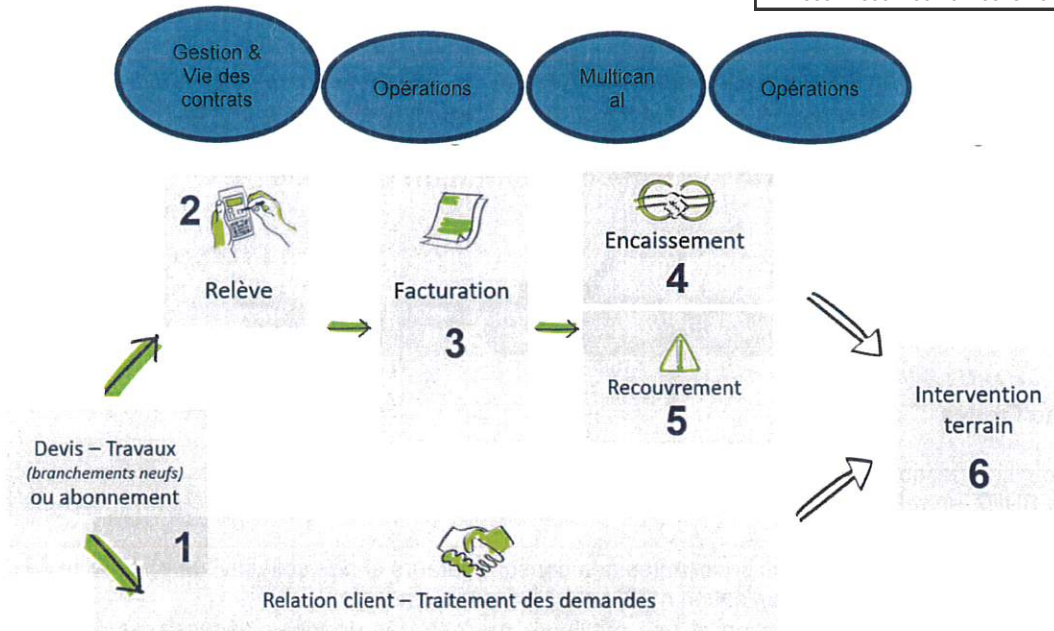 Gestion &
Vie des
contrats
Opérations
Multican
al
Opérations
2
Relève
Facturation
3
Encaissement
4
Recouvrement
5
Devis – Travaux
(branchements neufs)
ou abonnement
1
Relation client – Traitement des demandes
Intervention
terrain
6